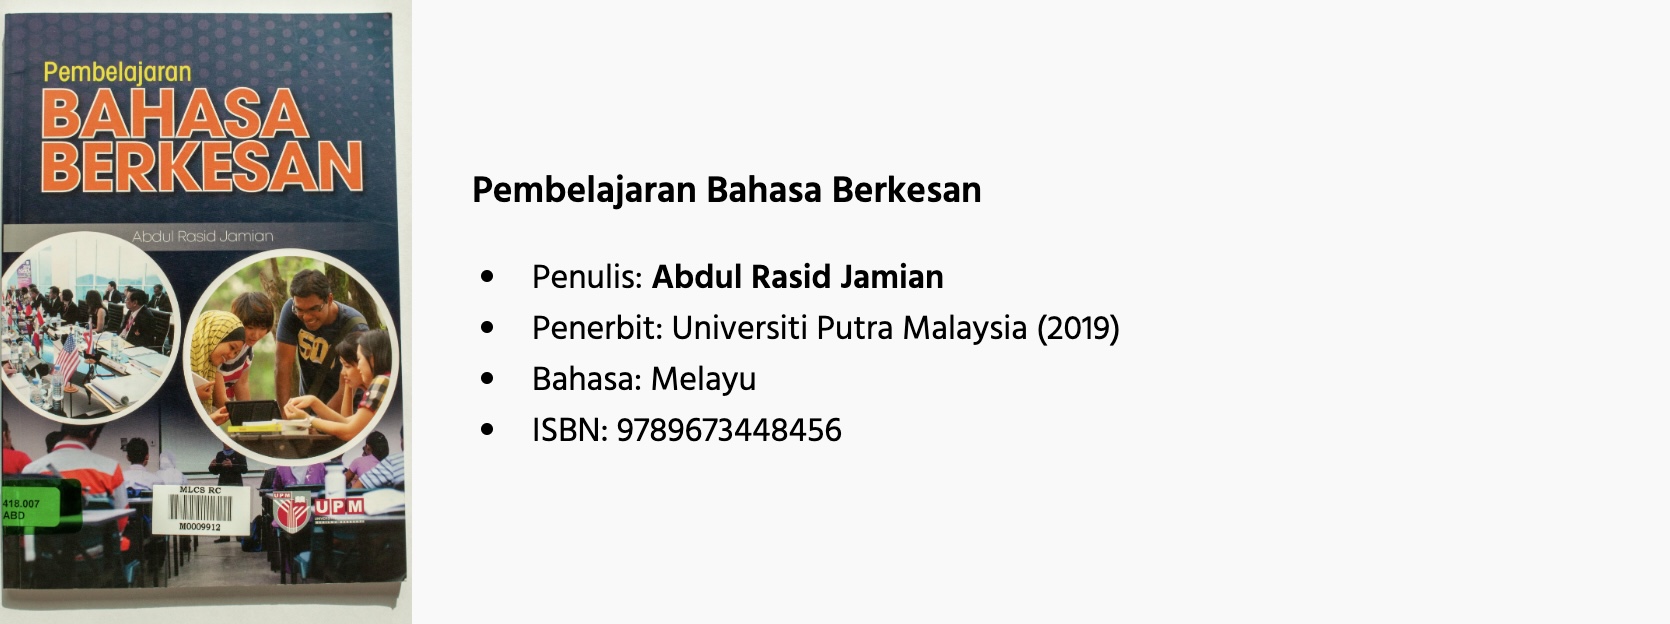 Pembelajaran
BAHASA
BERKESAN
Abdul Rasid Jamian
418.007
ABD
MLCS RC
M0009912
UPM
UPM
Pembelajaran Bahasa Berkesan
• Penulis: Abdul Rasid Jamian
• Penerbit: Universiti Putra Malaysia (2019)
• Bahasa: Melayu
• ISBN: 9789673448456